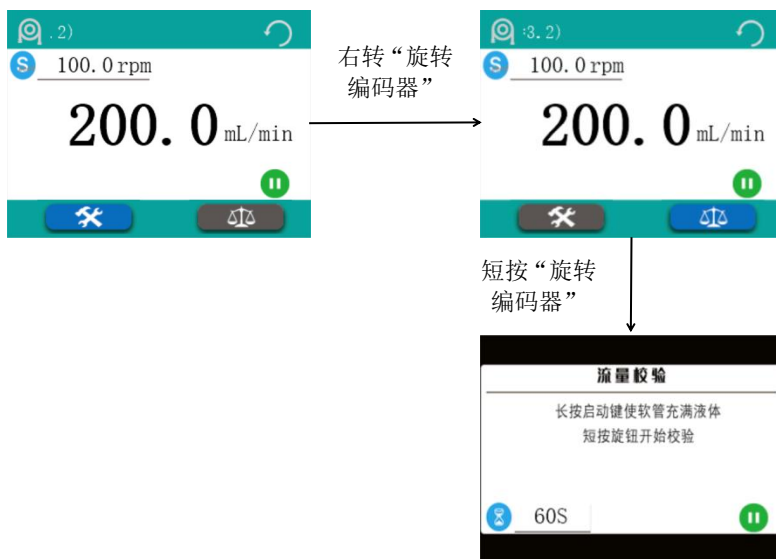 .2)
100.0 rpm
200.0 mL/min
右转“旋转
编码器”
:3.2)
100.0 rpm
200.0 mL/min
短按“旋转
编码器”
流量校验
长按启动键使软管充满液体
短按旋钮开始校验
60S